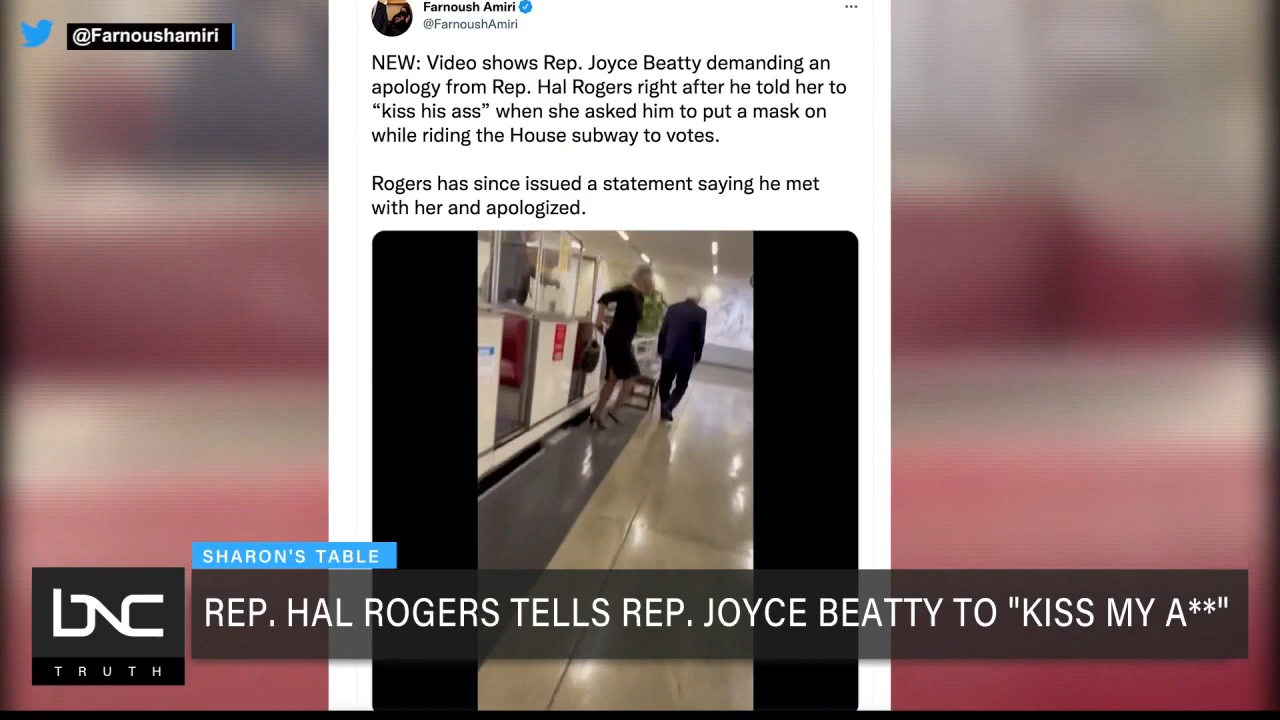 @Farnoushamiri
Farnoush Amiri
@FarnoushAmiri
NEW: Video shows Rep. Joyce Beatty demanding an
apology from Rep. Hal Rogers right after he told her to
“kiss his ass” when she asked him to put a mask on
while riding the House subway to votes.
Rogers has since issued a statement saying he met
with her and apologized.
SHARON'S TABLE
REP. HAL ROGERS TELLS REP. JOYCE BEATTY TO "KISS MY A**"
BNC
TRUTH